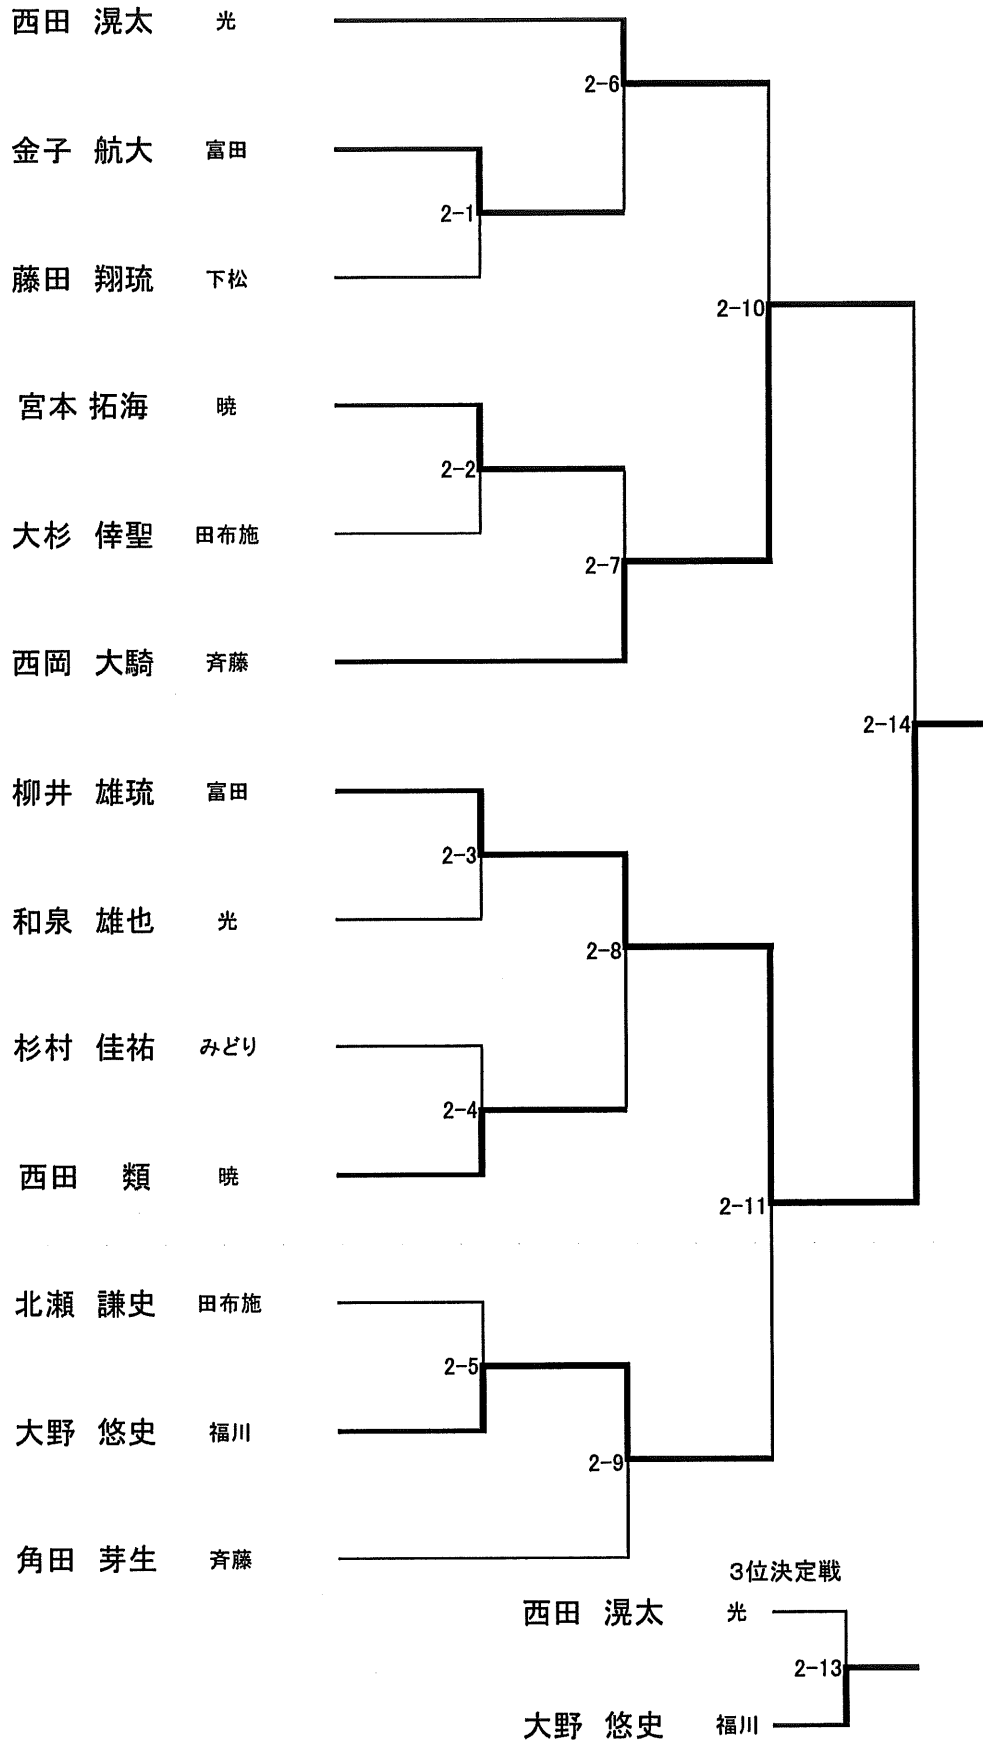 西田 滉太 光
2-6
金子 航大 富田
2-1
藤田 翔琉 下松
2-10
宮本 拓海 暁
2-2
大杉 倖聖 田布施
2-7
西岡 大騎 斉藤
2-14
柳井 雄琉 富田
2-3
和泉 雄也 光
2-8
杉村 佳祐 みどり
2-4
西田 類 暁
2-11
北瀬 謙史 田布施
2-5
大野 悠史 福川
2-9
角田 芽生 斉藤
3位決定戦
西田 滉太 光
2-13
大野 悠史 福川